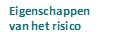 Eigenschappen
van het risico